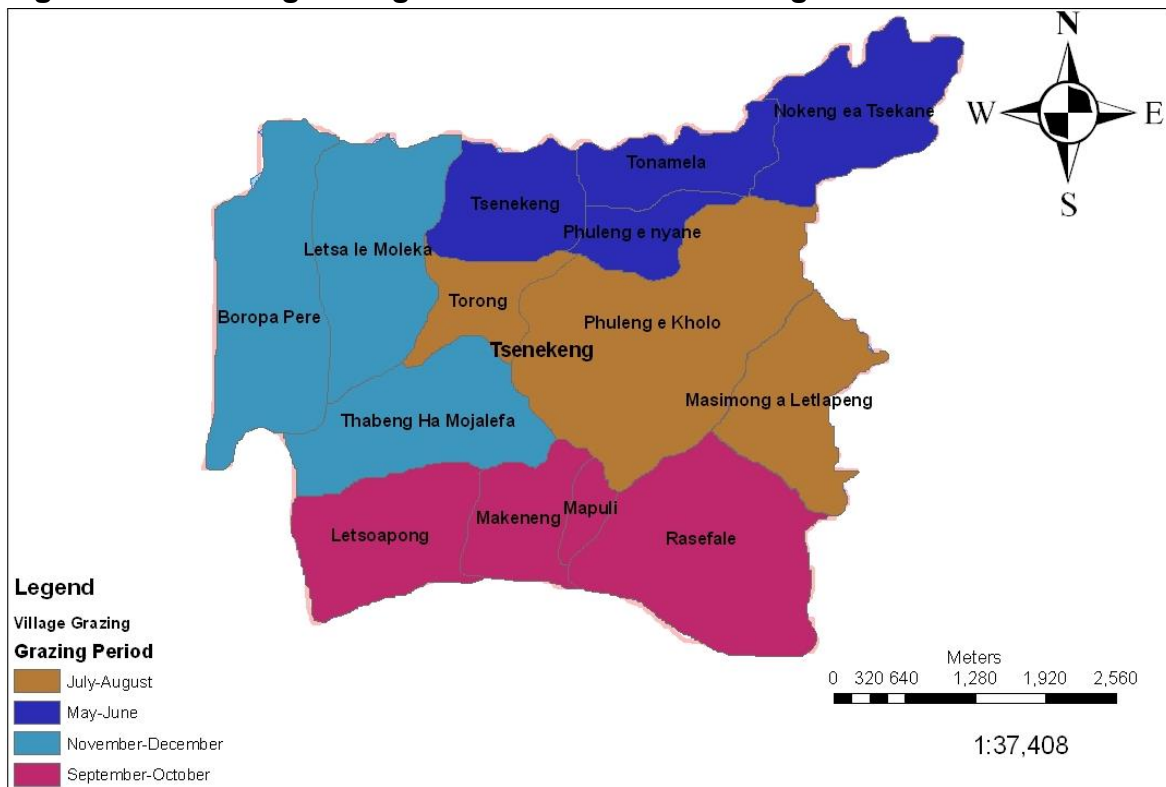 N
W
E
S
Nokeng ea Tsekane
Tonamela
Tsenekeng
Phuleng e nyane
Letsa le Moleka
Torong
Boropa Pere
Phuleng e Kholo
Tsenekeng
Masimong a Letlapeng
Thabeng Ha Mojalefa
Mapuli
Makeneng
Letsoapong
Rasefale
Legend
Village Grazing
Grazing Period
July-August
May-June
November-December
September-October
Meters
0 320 640 1,280 1,920 2,560
1:37,408